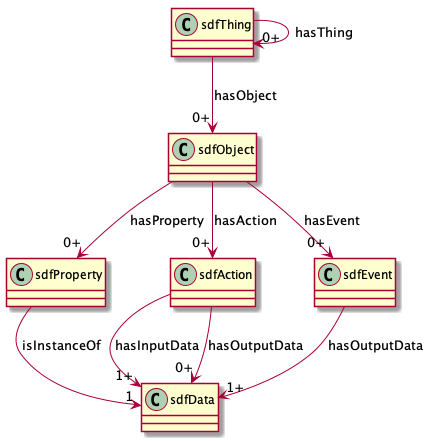 C sdfThing
0+
hasThing
hasObject
0+
C sdfObject
hasProperty
hasAction
hasEvent
0+
0+
0+
C sdfProperty
C sdfAction
C sdfEvent
isInstanceOf
hasInputData
hasOutputData
hasOutputData
1
1+
0+
1+
C sdfData